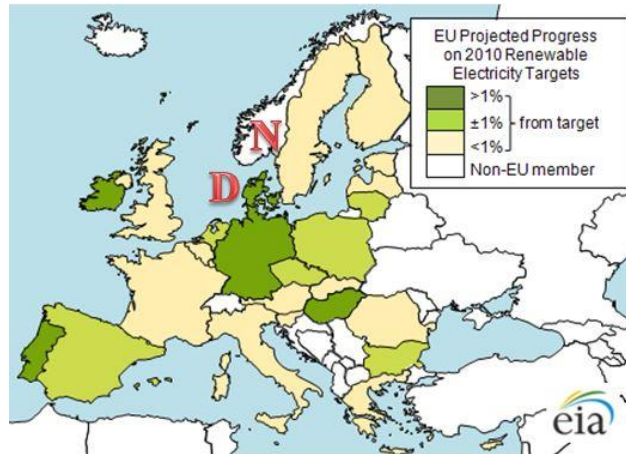 EU Projected Progress
on 2010 Renewable
Electricity Targets
>1%
±1%
from target
<1%
Non-EU member
N
D
eia